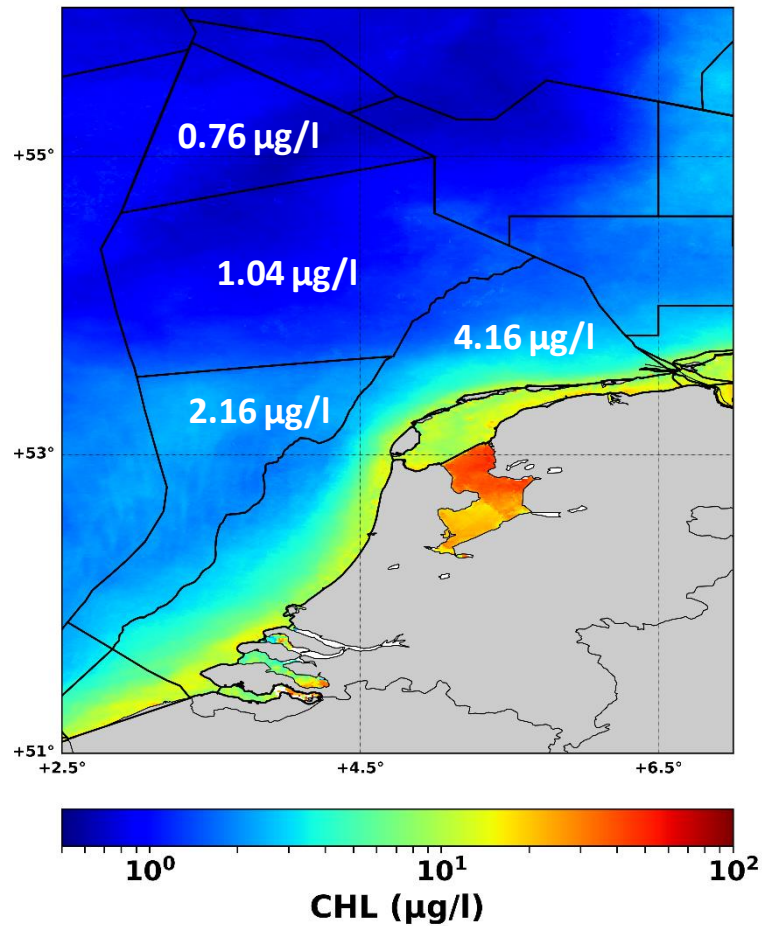 0.76 µg/l
+55°
1.04 µg/l
4.16 µg/l
2.16 µg/l
+53°
+51°
+2.5° +4.5° +6.5°
10⁰ 10¹ 10²
CHL (µg/l)